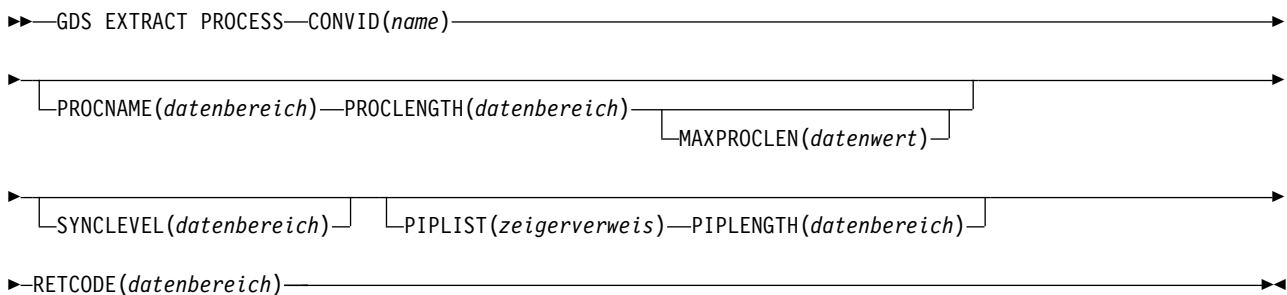 GDS EXTRACT PROCESS CONVID(name)
PROCNAME(datenbereich) PROCLENGTH(datenbereich)
MAXPROCLEN(datenwert)
SYNCLEVEL(datenbereich) PIPLIST(zeigerverweis) PIPLENGTH(datenbereich)
RETCODE(datenbereich)